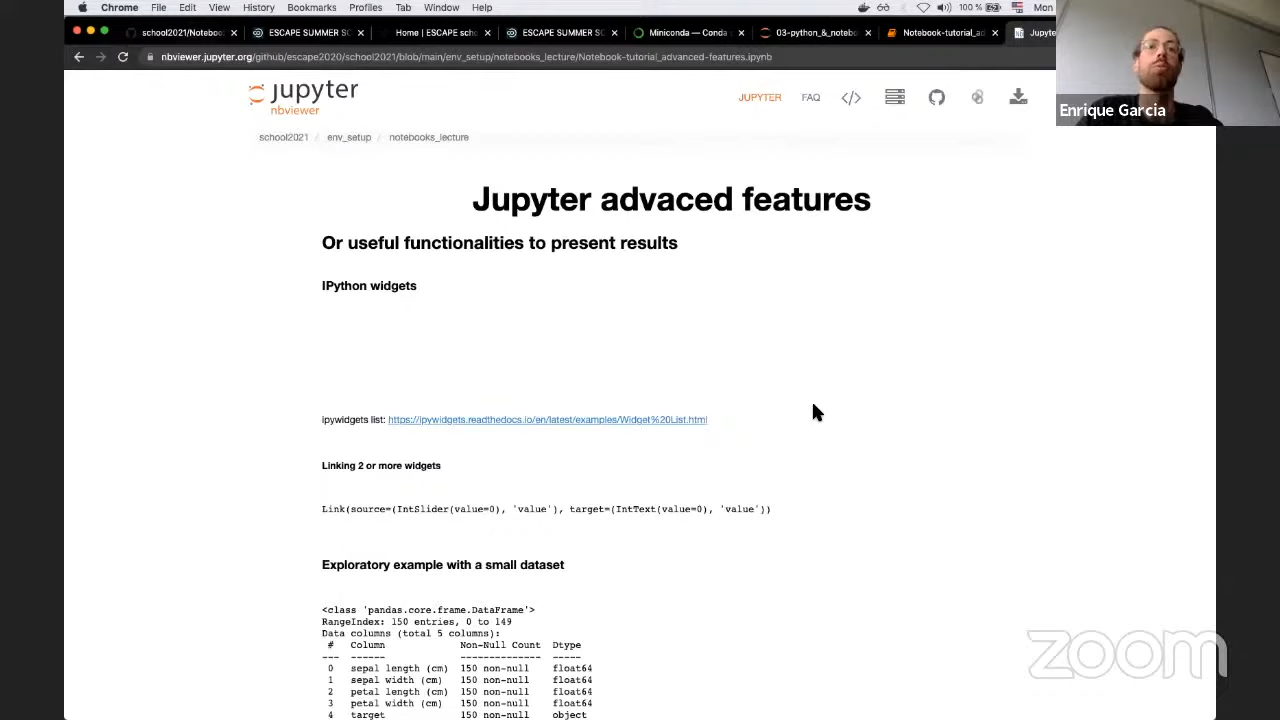 Chrome File Edit View History Bookmarks Profiles Tab Window Help 100 % Mon
school2021/Noteboo ESCAPE SUMMER SC Home | ESCAPE scho ESCAPE SUMMER SC Miniconda — Conda 03-python_&_notebo Notebook-tutorial_ad Jupyte
nbviewer.jupyter.org/github/escape2020/school2021/blob/main/env_setup/notebooks_lecture/Notebook-tutorial_advanced-features.ipynb
jupyter
nbviewer
JUPYTER FAQ
Enrique Garcia
school2021 / env_setup / notebooks_lecture
Jupyter advaced features
Or useful functionalities to present results
IPython widgets
ipywidgets list: https://ipywidgets.readthedocs.io/en/latest/examples/Widget%20List.html
Linking 2 or more widgets
Link(source=(IntSlider(value=0), 'value'), target=(IntText(value=0), 'value'))
Exploratory example with a small dataset
<class 'pandas.core.frame.DataFrame'>
RangeIndex: 150 entries, 0 to 149
Data columns (total 5 columns):
# Column Non-Null Count Dtype
--- ------ -------------- -----
0 sepal length (cm) 150 non-null float64
1 sepal width (cm) 150 non-null float64
2 petal length (cm) 150 non-null float64
3 petal width (cm) 150 non-null float64
4 target 150 non-null object
zoom